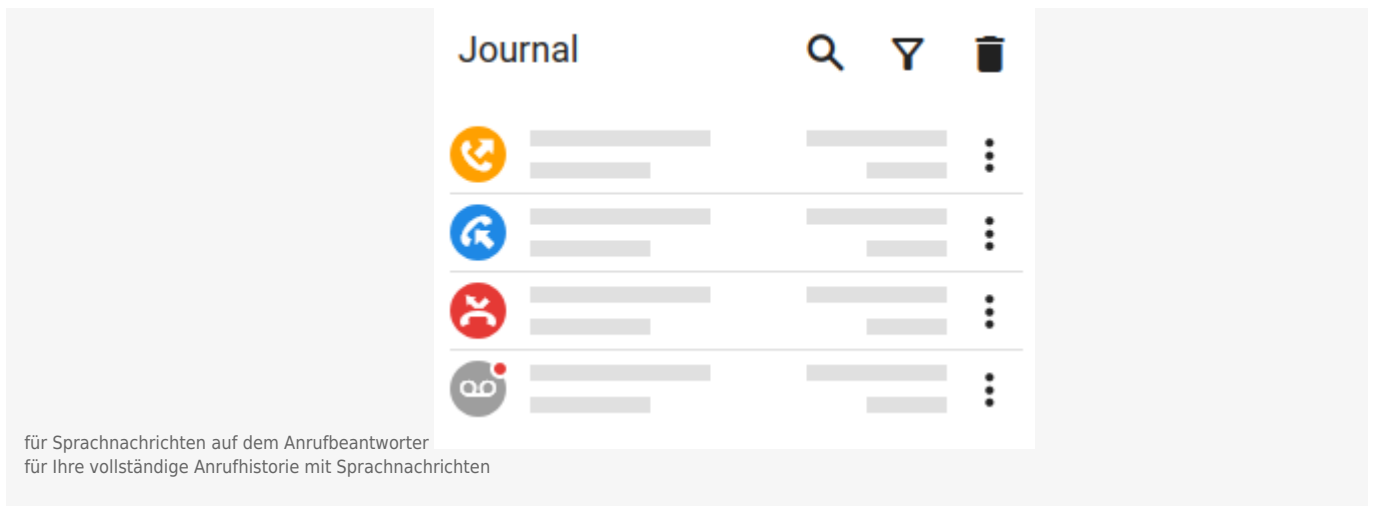 Journal
für Sprachnachrichten auf dem Anrufbeantworter
für Ihre vollständige Anrufhistorie mit Sprachnachrichten